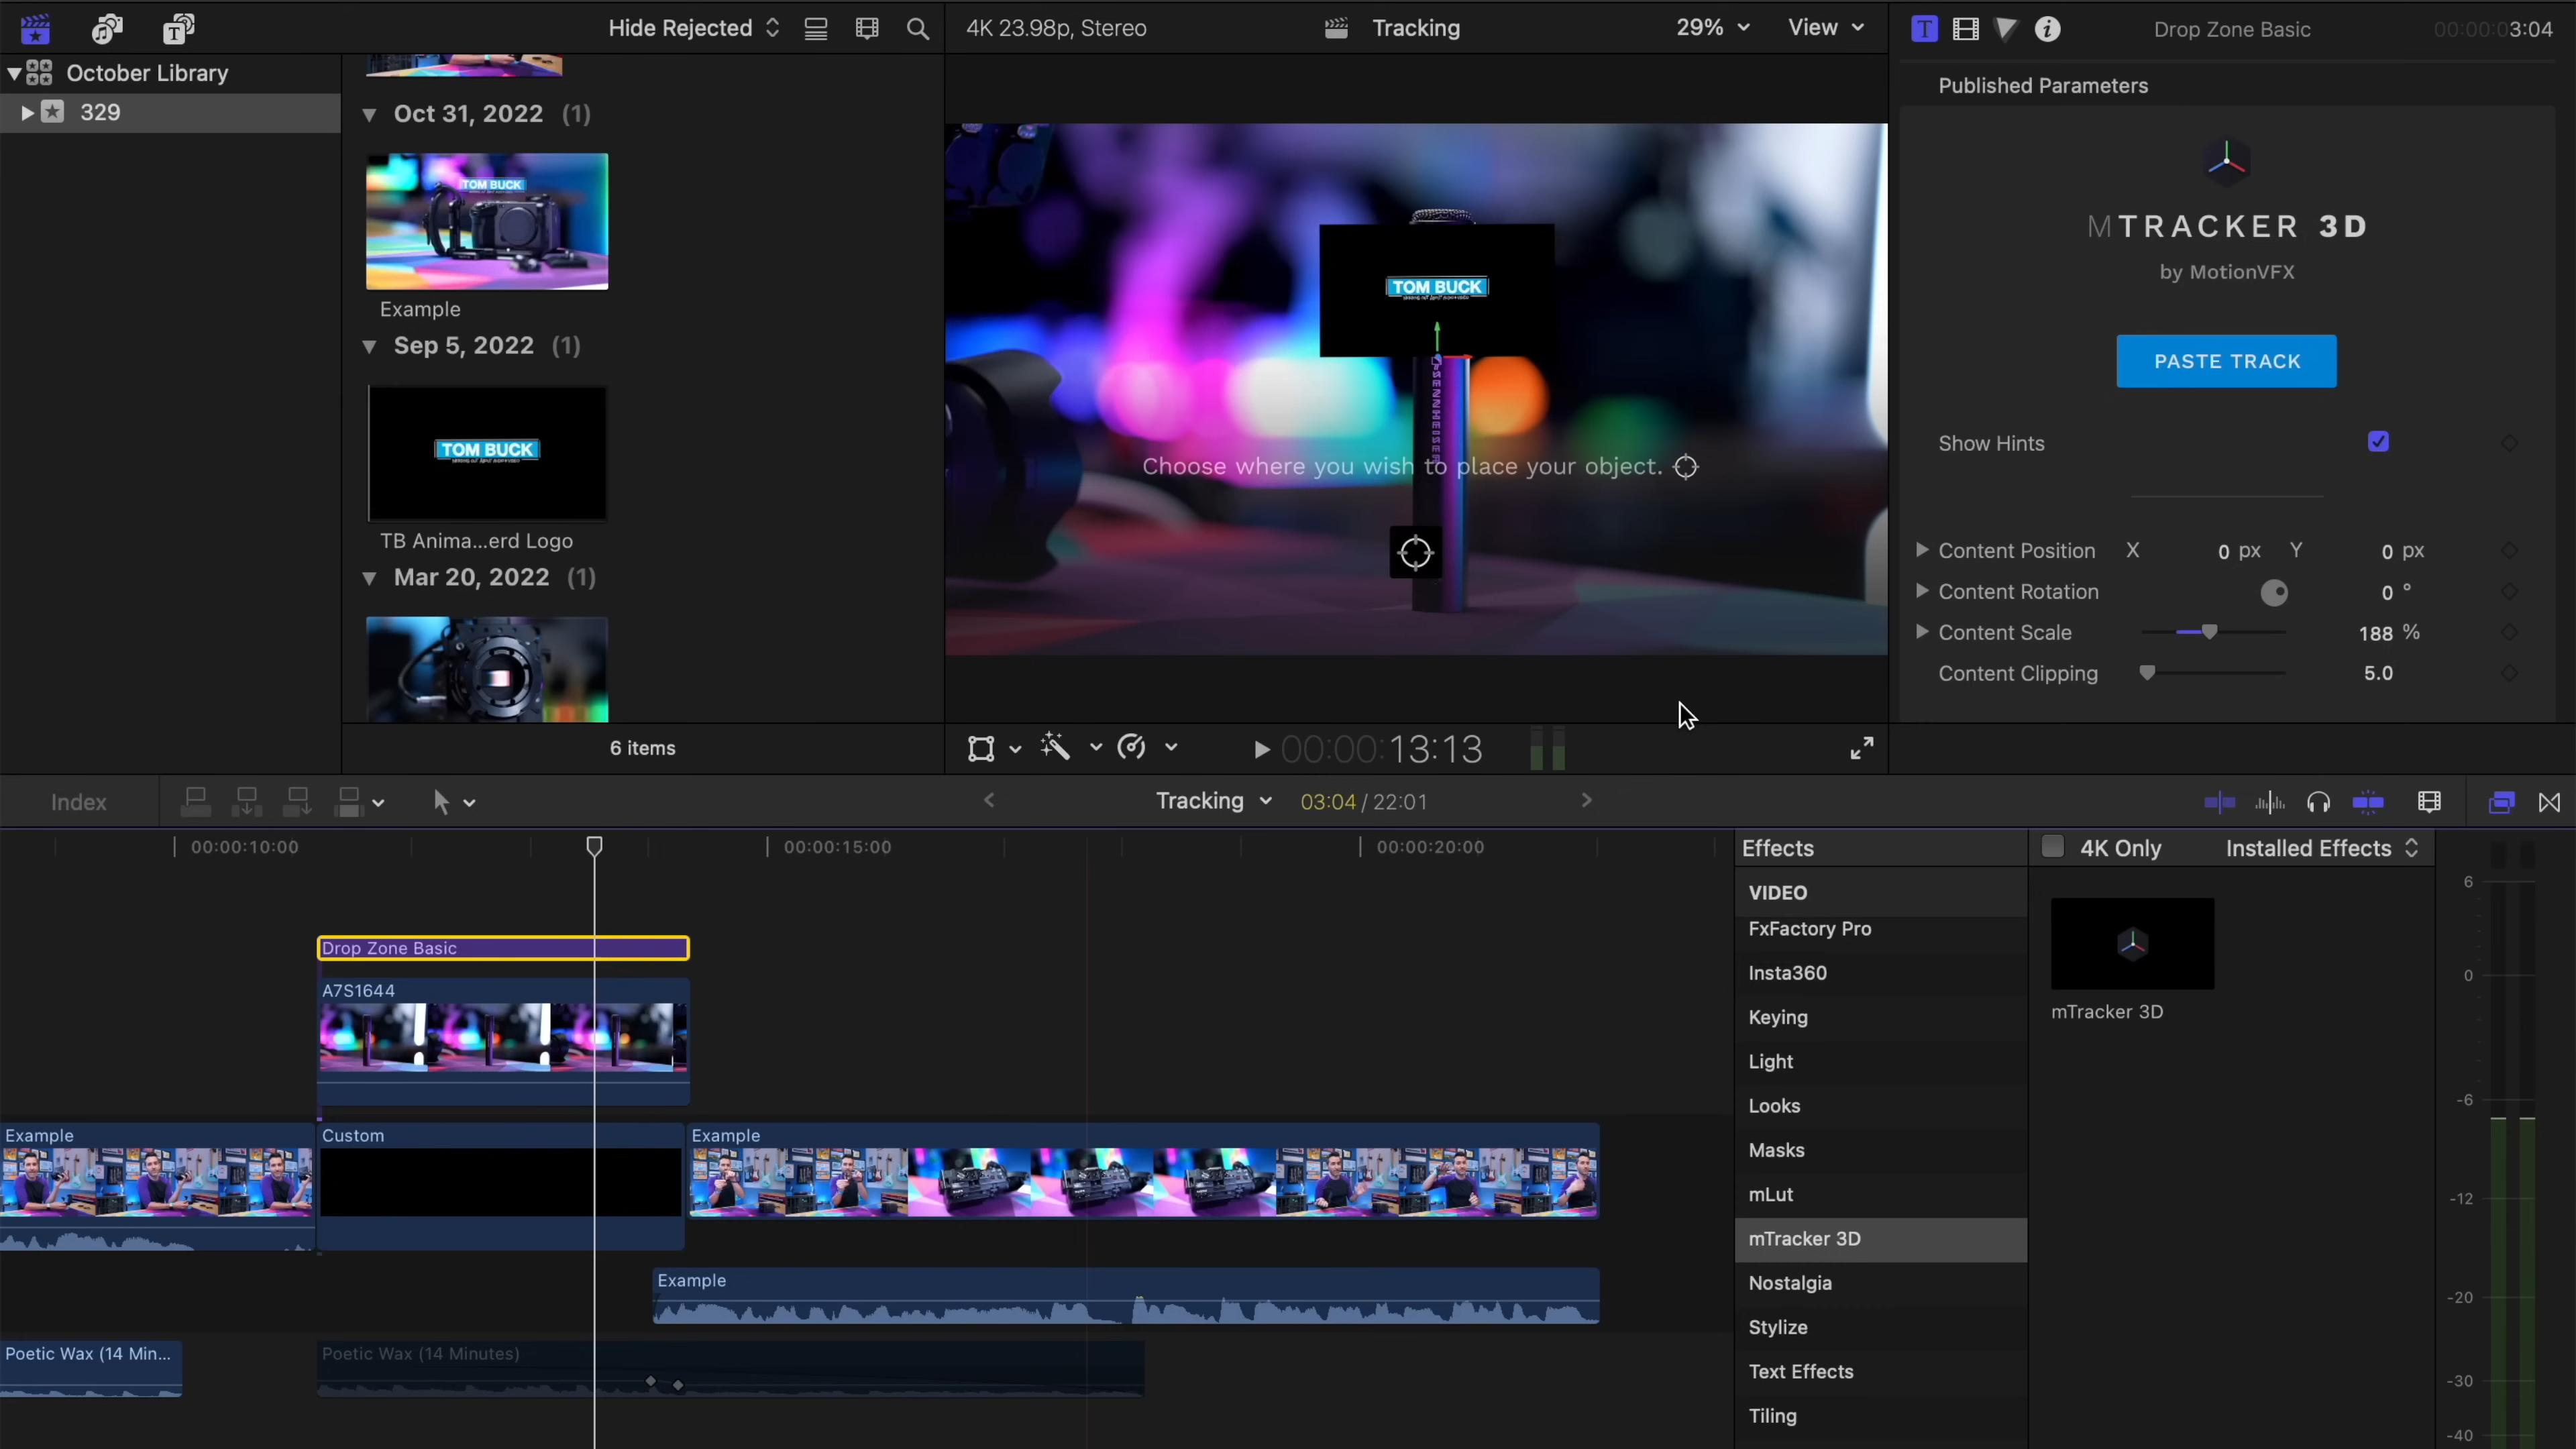 Hide Rejected
4K 23.98p, Stereo
Tracking
29%
View
Drop Zone Basic
00:00:03:04
October Library
329
Oct 31, 2022 (1)
TOM BUCK
Example
Sep 5, 2022 (1)
TOM BUCK
TB Anima...erd Logo
Mar 20, 2022 (1)
6 items
TOM BUCK
SENNHEISER
Choose where you wish to place your object.
00:00:13:13
Published Parameters
MTRACKER 3D
by MotionVFX
PASTE TRACK
Show Hints
Content Position X 0 px Y 0 px
Content Rotation 0 °
Content Scale 188 %
Content Clipping 5.0
Index
Tracking
03:04 / 22:01
00:00:10:00
00:00:15:00
00:00:20:00
Drop Zone Basic
A7S1644
Example
Custom
Example
Example
Poetic Wax (14 Min...
Poetic Wax (14 Minutes)
Effects
4K Only
Installed Effects
VIDEO
FxFactory Pro
Insta360
Keying
Light
Looks
Masks
mLut
mTracker 3D
Nostalgia
Stylize
Text Effects
Tiling
mTracker 3D
6
0
-6
-12
-20
-30
-40